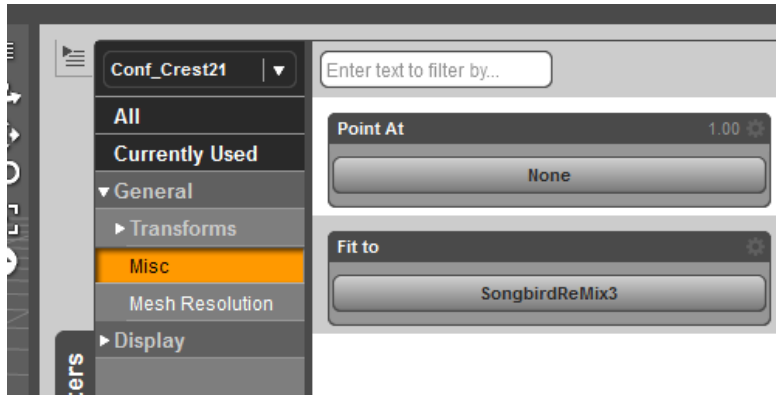 Conf_Crest21
Enter text to filter by...
All
Currently Used
General
Transforms
Misc
Mesh Resolution
Display
Point At
1.00
None
Fit to
SongbirdReMix3